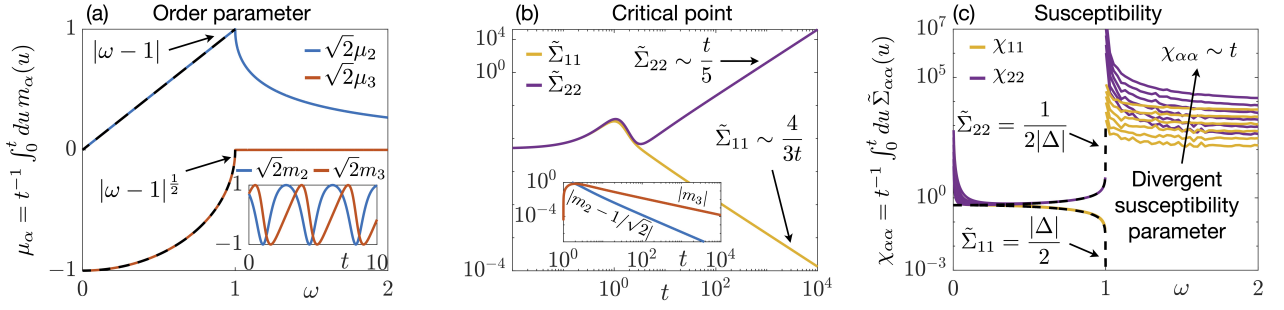 (a) Order parameter
μ_α = t⁻¹ ∫₀ᵗ du m_α(u)
1
0
−1
|ω − 1|
√2μ₂
√2μ₃
|ω − 1|^{1/2}
√2m₂ √2m₃
1
−1
0 t 10
0 1 ω 2
(b) Critical point
10⁴
10⁰
10⁻⁴
Σ̃₁₁
Σ̃₂₂
Σ̃₂₂ ∼ t/5
Σ̃₁₁ ∼ 4/3t
10⁰
10⁻⁴
|m₃|
|m₂ − 1/√2|
10⁰ 10² t 10⁴
10⁰ t 10² 10⁴
(c) Susceptibility
χ_αα = t⁻¹ ∫₀ᵗ du Σ̃_αα(u)
10⁷
10⁵
10⁰
10⁻³
χ₁₁
χ₂₂
χ_αα ∼ t
Σ̃₂₂ = 1/2|Δ|
Σ̃₁₁ = |Δ|/2
Divergent
susceptibility
parameter
0 1 ω 2